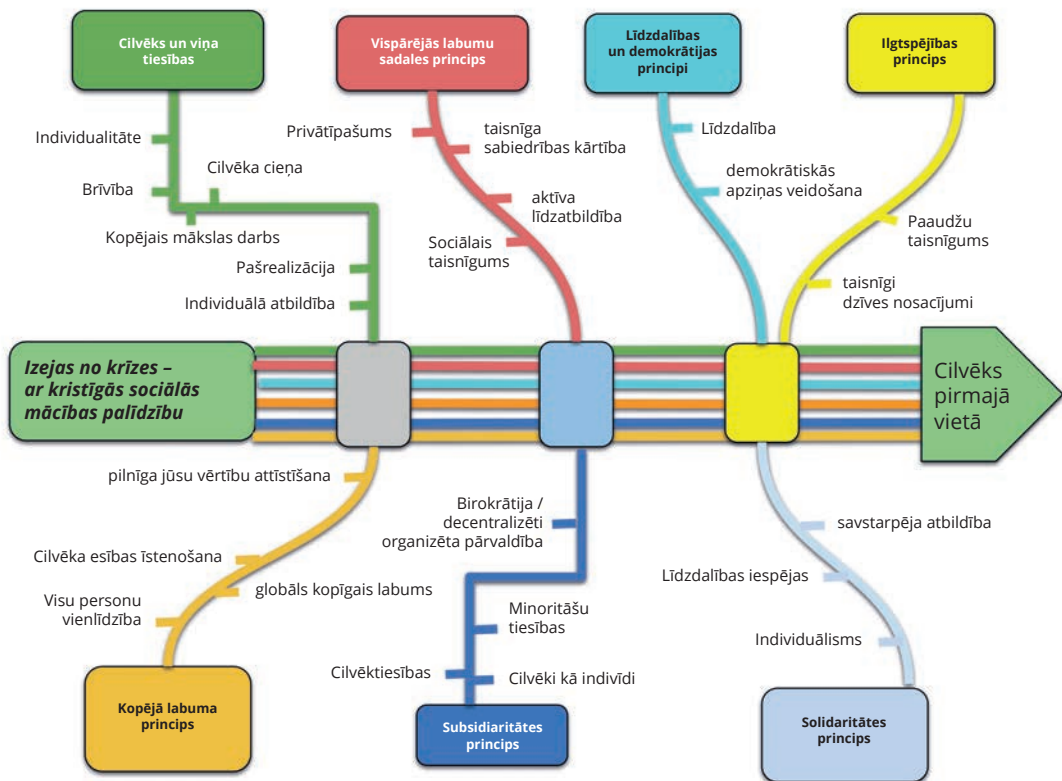 Cilvēks un viņa
tiesības
Vispārējās labumu
sadales princips
Līdzdalības
un demokrātijas
principi
Ilgtspējības
princips
Individualitāte
Brīvība
Cilvēka cieņa
Kopējais mākslas darbs
Pašrealizācija
Individuālā atbildība
Privātīpašums
taisnīga
sabiedrības kārtība
aktīva
līdzatbildība
Sociālais
taisnīgums
Līdzdalība
demokrātiskās
apziņas veidošana
Paaudžu
taisnīgums
taisnīgi
dzīves nosacījumi
Izejas no krīzes –
ar kristīgās sociālās
mācības palīdzību
Cilvēks
pirmajā
vietā
pilnīga jūsu vērtību attīstīšana
Cilvēka esības īstenošana
globāls kopīgais labums
Visu personu
vienlīdzība
Kopējā labuma
princips
Birokrātija /
decentralizēti
organizēta pārvaldība
Minoritāšu
tiesības
Cilvēktiesības
Cilvēki kā indivīdi
Subsidiaritātes
princips
savstarpēja atbildība
Līdzdalības iespējas
Individuālisms
Solidaritātes
princips